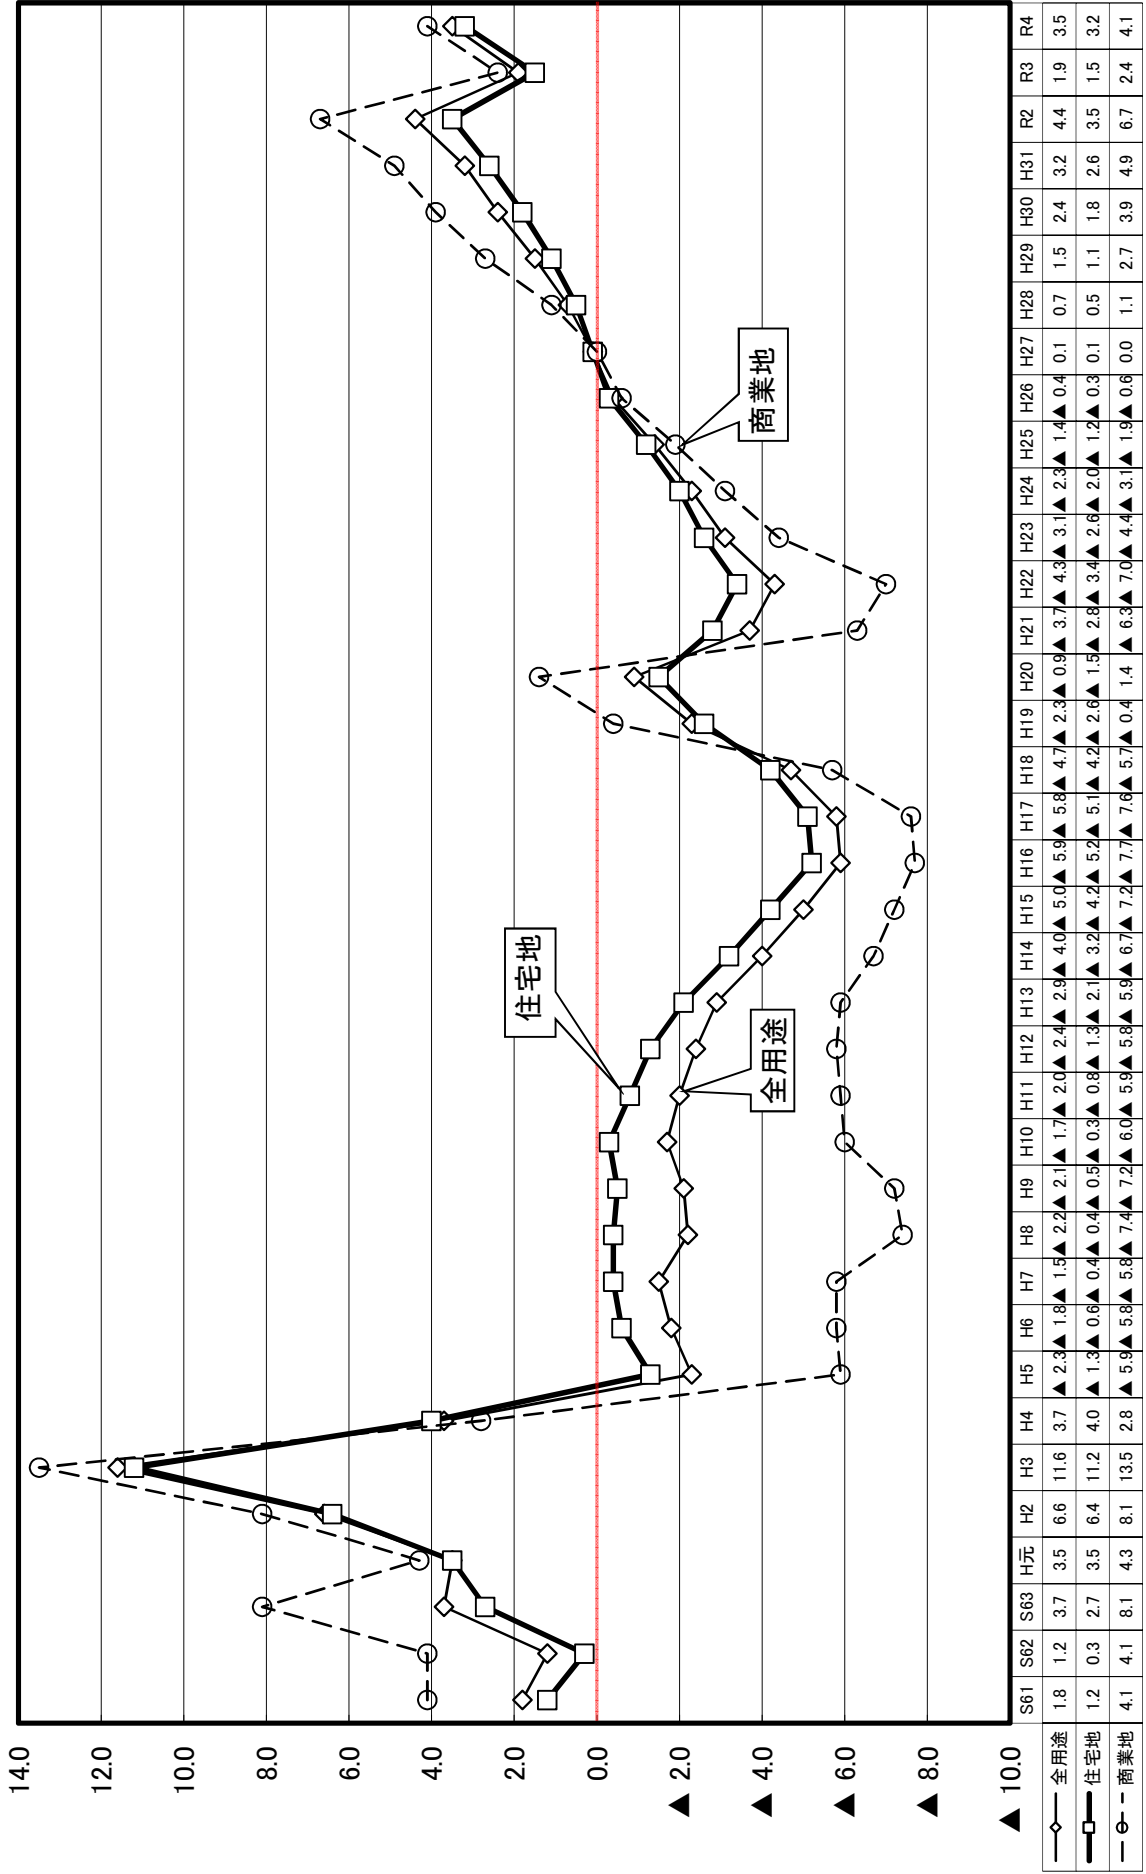 14.0
12.0
10.0
8.0
6.0
4.0
2.0
0.0
▲ 2.0
▲ 4.0
▲ 6.0
▲ 8.0
▲ 10.0
住宅地
全用途
商業地
S61 S62 S63 H元 H2 H3 H4 H5 H6 H7 H8 H9 H10 H11 H12 H13 H14 H15 H16 H17 H18 H19 H20 H21 H22 H23 H24 H25 H26 H27 H28 H29 H30 H31 R2 R3 R4
全用途 1.8 1.2 3.7 3.5 6.6 11.6 3.7 ▲ 2.3 ▲ 1.8 ▲ 1.5 ▲ 2.2 ▲ 2.1 ▲ 1.7 ▲ 2.0 ▲ 2.4 ▲ 2.9 ▲ 4.0 ▲ 5.0 ▲ 5.9 ▲ 5.8 ▲ 4.7 ▲ 2.3 ▲ 0.9 ▲ 3.7 ▲ 4.3 ▲ 3.1 ▲ 2.3 ▲ 1.4 ▲ 0.4 0.1 0.7 1.5 2.4 3.2 4.4 1.9 3.5
住宅地 1.2 0.3 2.7 3.5 6.4 11.2 4.0 ▲ 1.3 ▲ 0.6 ▲ 0.4 ▲ 0.4 ▲ 0.5 ▲ 0.3 ▲ 0.8 ▲ 1.3 ▲ 2.1 ▲ 3.2 ▲ 4.2 ▲ 5.2 ▲ 5.1 ▲ 4.2 ▲ 2.6 ▲ 1.5 ▲ 2.8 ▲ 3.4 ▲ 2.6 ▲ 2.0 ▲ 1.2 ▲ 0.3 0.1 0.5 1.1 1.8 2.6 3.5 1.5 3.2
商業地 4.1 4.1 8.1 4.3 8.1 13.5 2.8 ▲ 5.9 ▲ 5.8 ▲ 5.8 ▲ 7.4 ▲ 7.2 ▲ 6.0 ▲ 5.9 ▲ 5.8 ▲ 5.9 ▲ 6.7 ▲ 7.2 ▲ 7.7 ▲ 7.6 ▲ 5.7 ▲ 0.4 1.4 ▲ 6.3 ▲ 7.0 ▲ 4.4 ▲ 3.1 ▲ 1.9 ▲ 0.6 0.0 1.1 2.7 3.9 4.9 6.7 2.4 4.1